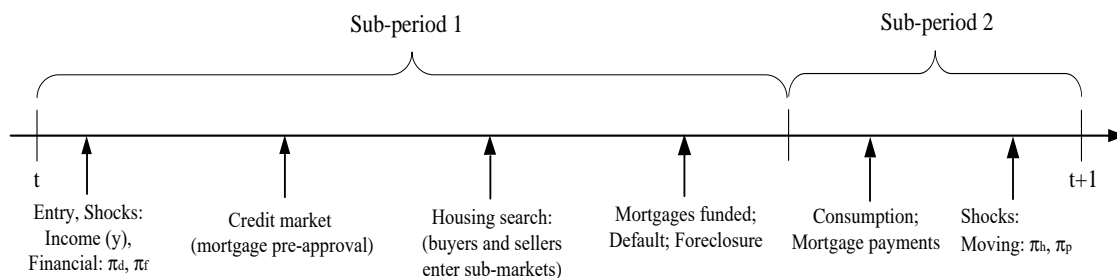 Sub-period 1
Sub-period 2
t
t+1
Entry, Shocks:
Income (y),
Financial: πd, πf
Credit market
(mortgage pre-approval)
Housing search:
(buyers and sellers
enter sub-markets)
Mortgages funded;
Default; Foreclosure
Consumption;
Mortgage payments
Shocks:
Moving: πh, πp